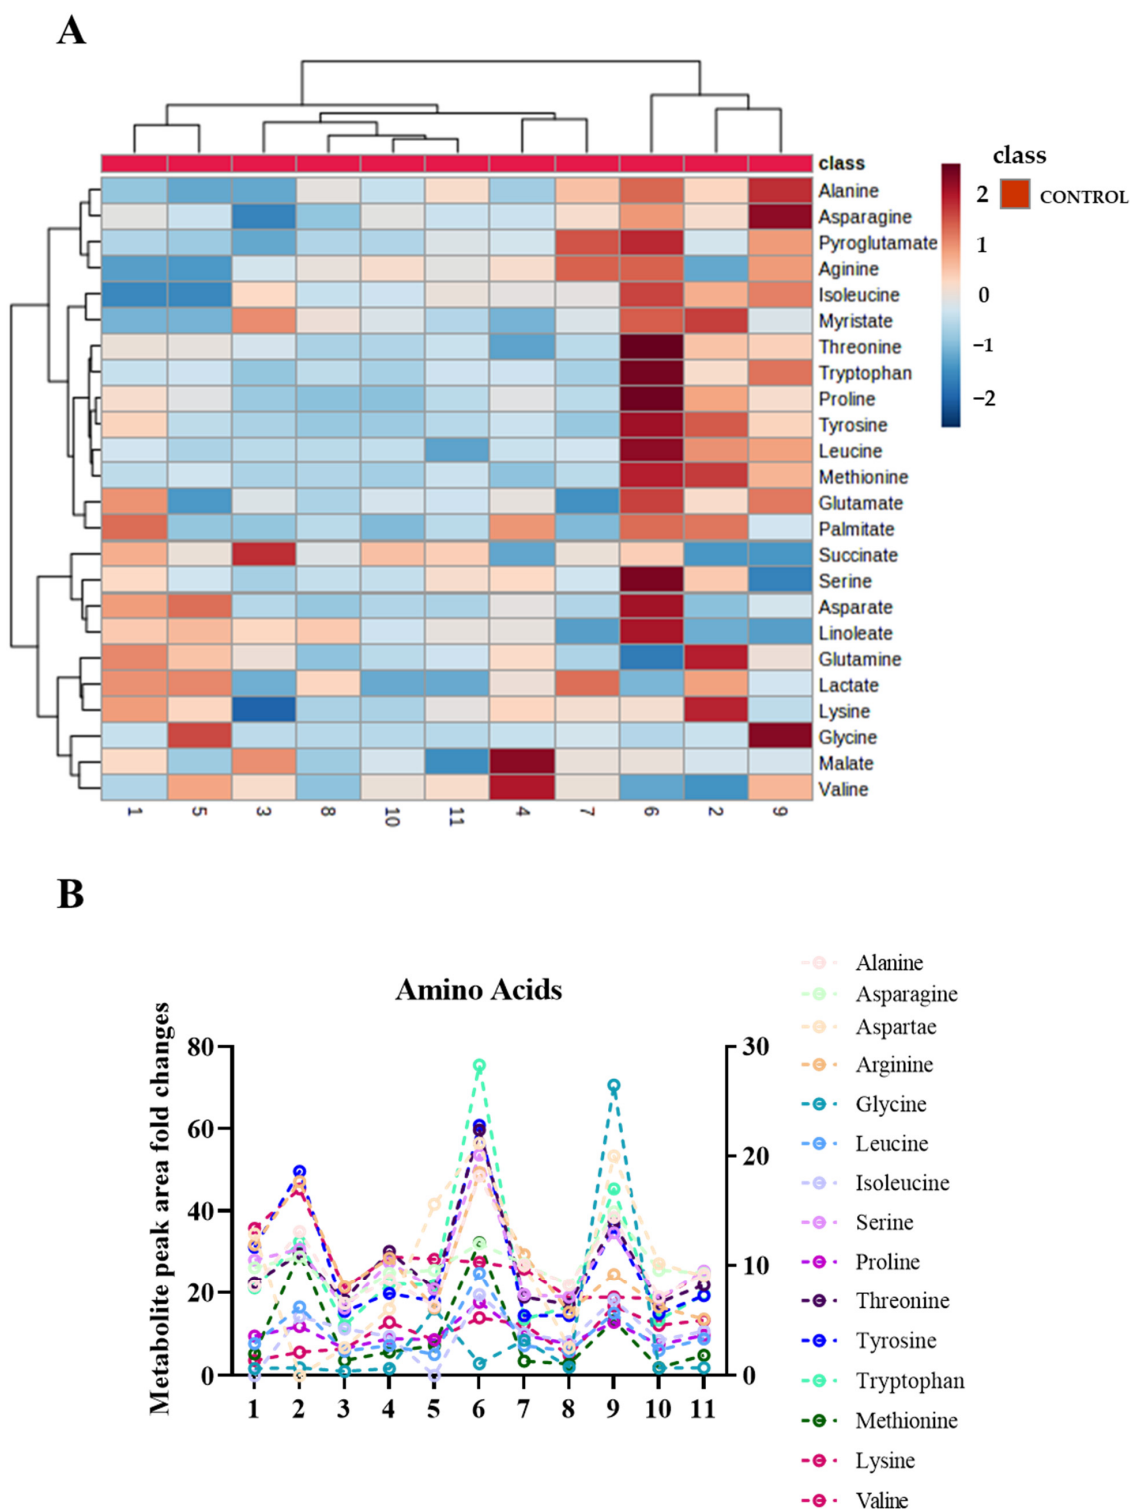 A
class
Alanine
Asparagine
Pyroglutamate
Aginine
Isoleucine
Myristate
Threonine
Tryptophan
Proline
Tyrosine
Leucine
Methionine
Glutamate
Palmitate
Succinate
Serine
Asparate
Linoleate
Glutamine
Lactate
Lysine
Glycine
Malate
Valine
1 5 3 8 10 11 4 7 6 2 9
2
1
0
−1
−2
class
CONTROL
B
Amino Acids
Metabolite peak area fold changes
80
60
40
20
0
30
20
10
0
1 2 3 4 5 6 7 8 9 10 11
Alanine
Asparagine
Aspartae
Arginine
Glycine
Leucine
Isoleucine
Serine
Proline
Threonine
Tyrosine
Tryptophan
Methionine
Lysine
Valine